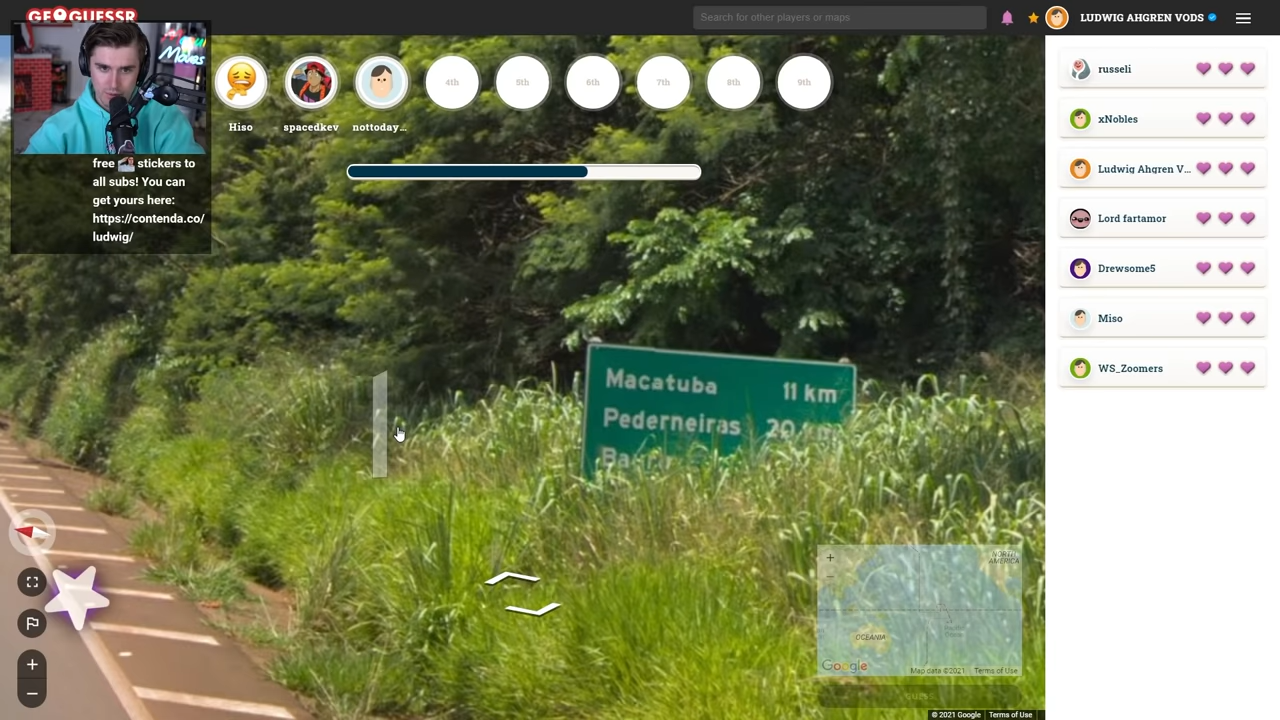 GEOGUESSR
Search for other players or maps
LUDWIG AHGREN VODS
free stickers to
all subs! You can
get yours here:
https://contenda.co/
ludwig/
4th
5th
6th
7th
8th
9th
Hiso
spacedkev
nottoday...
russeli
xNobles
Ludwig Ahgren V...
Lord fartamor
Drewsome5
Miso
WS_Zoomers
Macatuba 11 km
Pederneiras 20
NORTH
AMERICA
OCEANIA
Google
Map data ©2021
Terms of Use
GUESS
© 2021 Google
Terms of Use